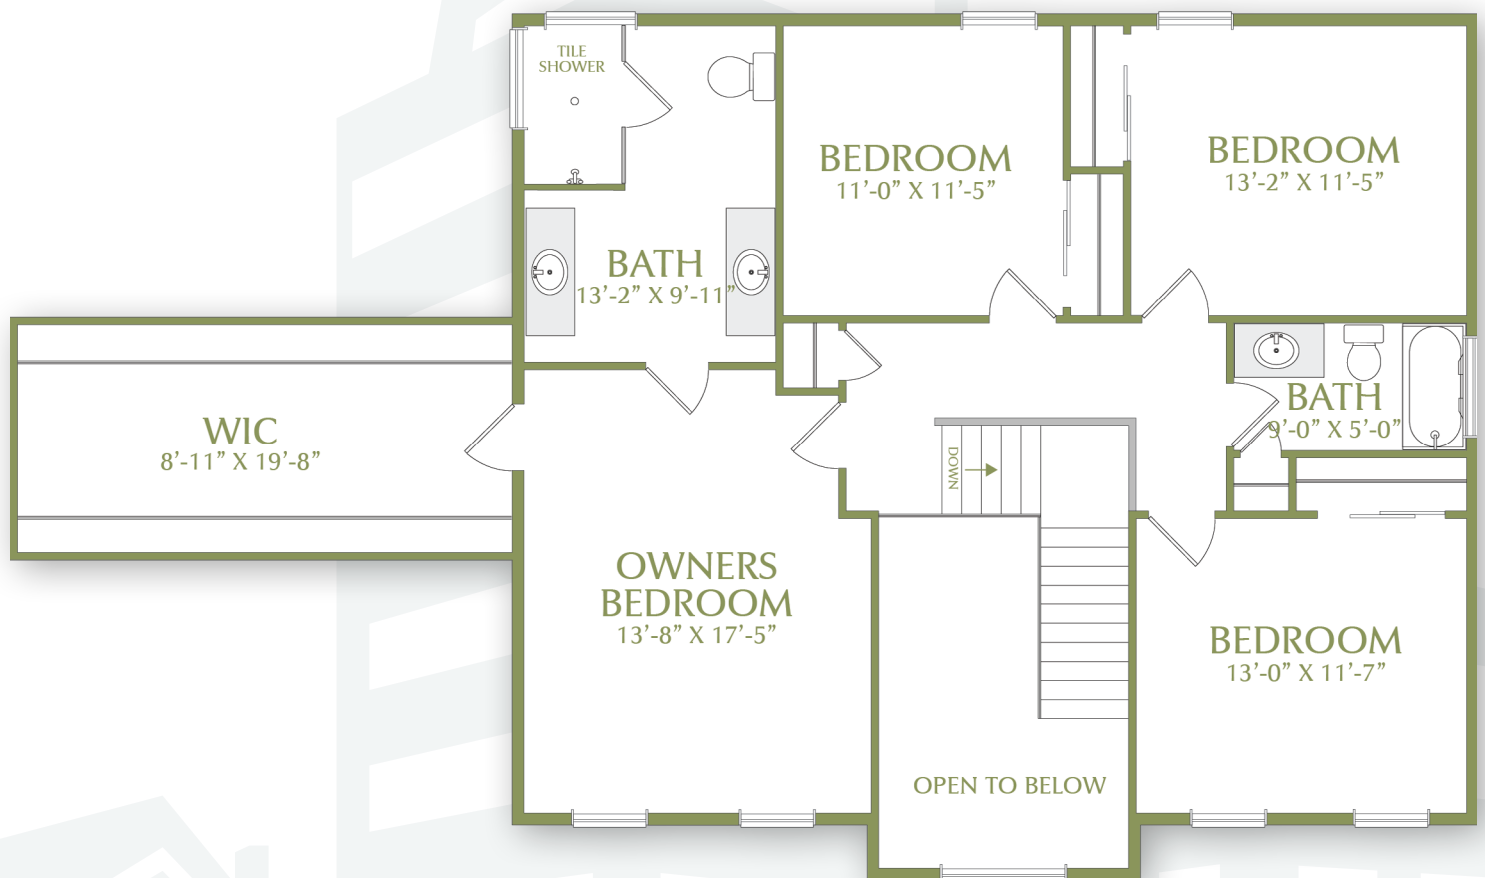 TILE
SHOWER
BEDROOM
11’-0” X 11’-5”
BEDROOM
13’-2” X 11’-5”
BATH
13’-2” X 9’-11”
BATH
9’-0” X 5’-0”
WIC
8’-11” X 19’-8”
DOWN
OWNERS
BEDROOM
13’-8” X 17’-5”
BEDROOM
13’-0” X 11’-7”
OPEN TO BELOW